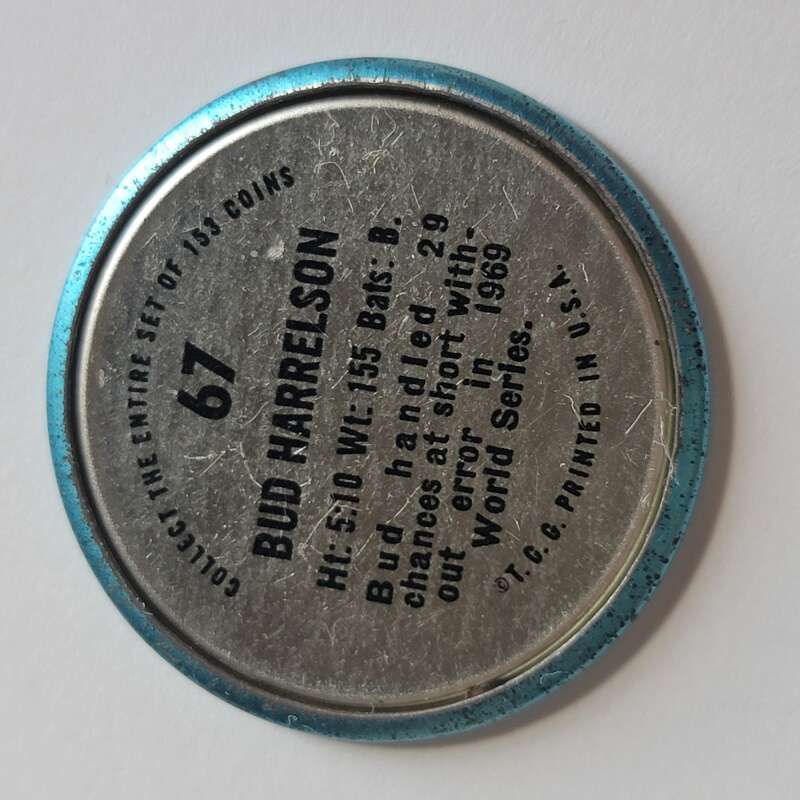 COLLECT THE ENTIRE SET OF 153 COINS
67
BUD HARRELSON
Ht: 5.10 Wt: 155 Bats: B.
Bud handled 29
chances at short with-
out error in 1969
World Series.
©T. C. G. PRINTED IN U.S.A.